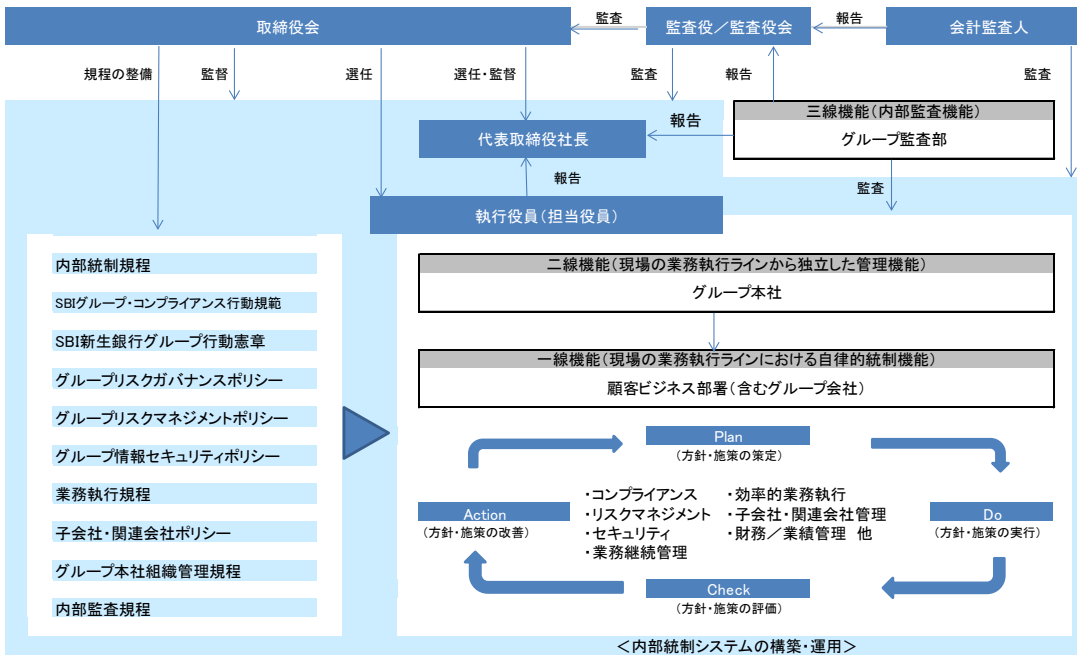 取締役会
監査
監査役／監査役会
報告
会計監査人
規程の整備
監督
選任
選任・監督
監査
報告
監査
三線機能（内部監査機能）
グループ監査部
報告
代表取締役社長
報告
監査
執行役員（担当役員）
内部統制規程
SBIグループ・コンプライアンス行動規範
SBI新生銀行グループ行動憲章
グループリスクガバナンスポリシー
グループリスクマネジメントポリシー
グループ情報セキュリティポリシー
業務執行規程
子会社・関連会社ポリシー
グループ本社組織管理規程
内部監査規程
二線機能（現場の業務執行ラインから独立した管理機能）
グループ本社
一線機能（現場の業務執行ラインにおける自律的統制機能）
顧客ビジネス部署（含むグループ会社）
Plan
（方針・施策の策定）
・コンプライアンス
・リスクマネジメント
・セキュリティ
・業務継続管理
・効率的業務執行
・子会社・関連会社管理
・財務／業績管理 他
Action
（方針・施策の改善）
Do
（方針・施策の実行）
Check
（方針・施策の評価）
＜内部統制システムの構築・運用＞